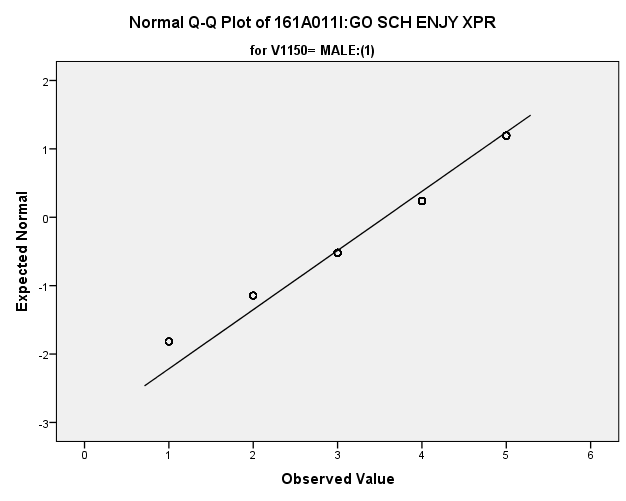 Normal Q-Q Plot of 161A011I:GO SCH ENJY XPR
for V1150= MALE:(1)
Expected Normal
2
1
0
-1
-2
-3
0 1 2 3 4 5 6
Observed Value